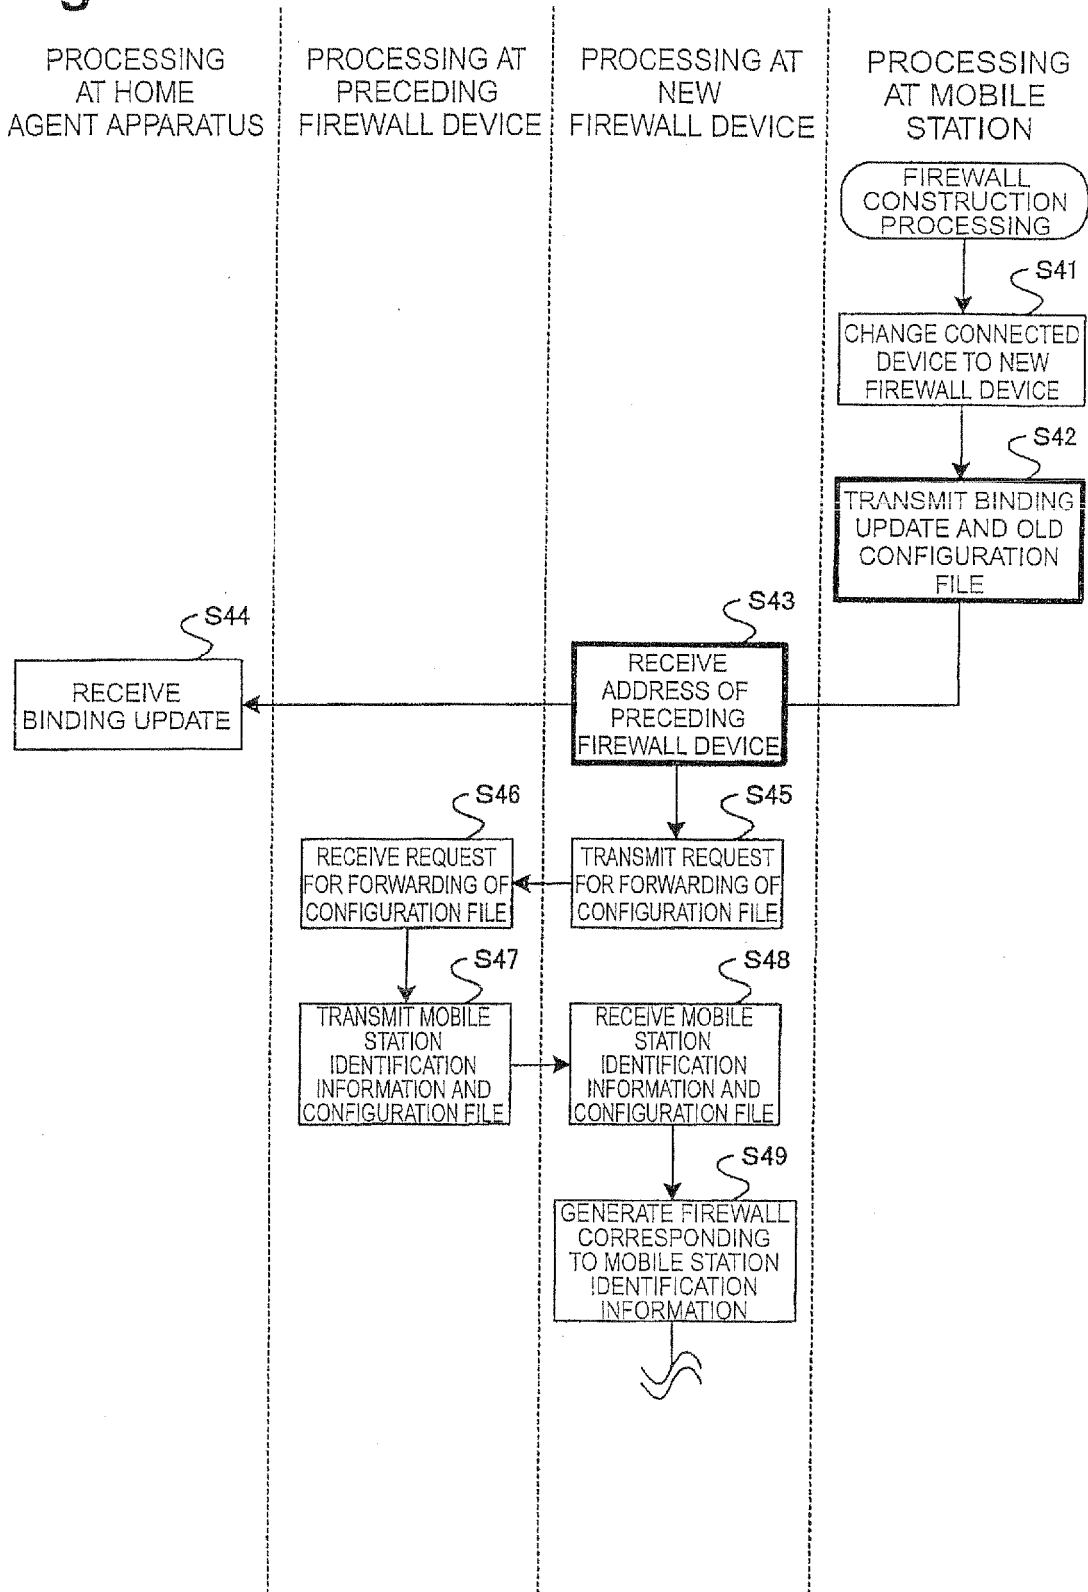 PROCESSING
AT HOME
AGENT APPARATUS
PROCESSING AT
PRECEDING
FIREWALL DEVICE
PROCESSING AT
NEW
FIREWALL DEVICE
PROCESSING
AT MOBILE
STATION
FIREWALL
CONSTRUCTION
PROCESSING
S41
CHANGE CONNECTED
DEVICE TO NEW
FIREWALL DEVICE
S42
TRANSMIT BINDING
UPDATE AND OLD
CONFIGURATION
FILE
S43
RECEIVE
ADDRESS OF
PRECEDING
FIREWALL DEVICE
S44
RECEIVE
BINDING UPDATE
S45
TRANSMIT REQUEST
FOR FORWARDING OF
CONFIGURATION FILE
S46
RECEIVE REQUEST
FOR FORWARDING OF
CONFIGURATION FILE
S47
TRANSMIT MOBILE
STATION
IDENTIFICATION
INFORMATION AND
CONFIGURATION FILE
S48
RECEIVE MOBILE
STATION
IDENTIFICATION
INFORMATION AND
CONFIGURATION FILE
S49
GENERATE FIREWALL
CORRESPONDING
TO MOBILE STATION
IDENTIFICATION
INFORMATION